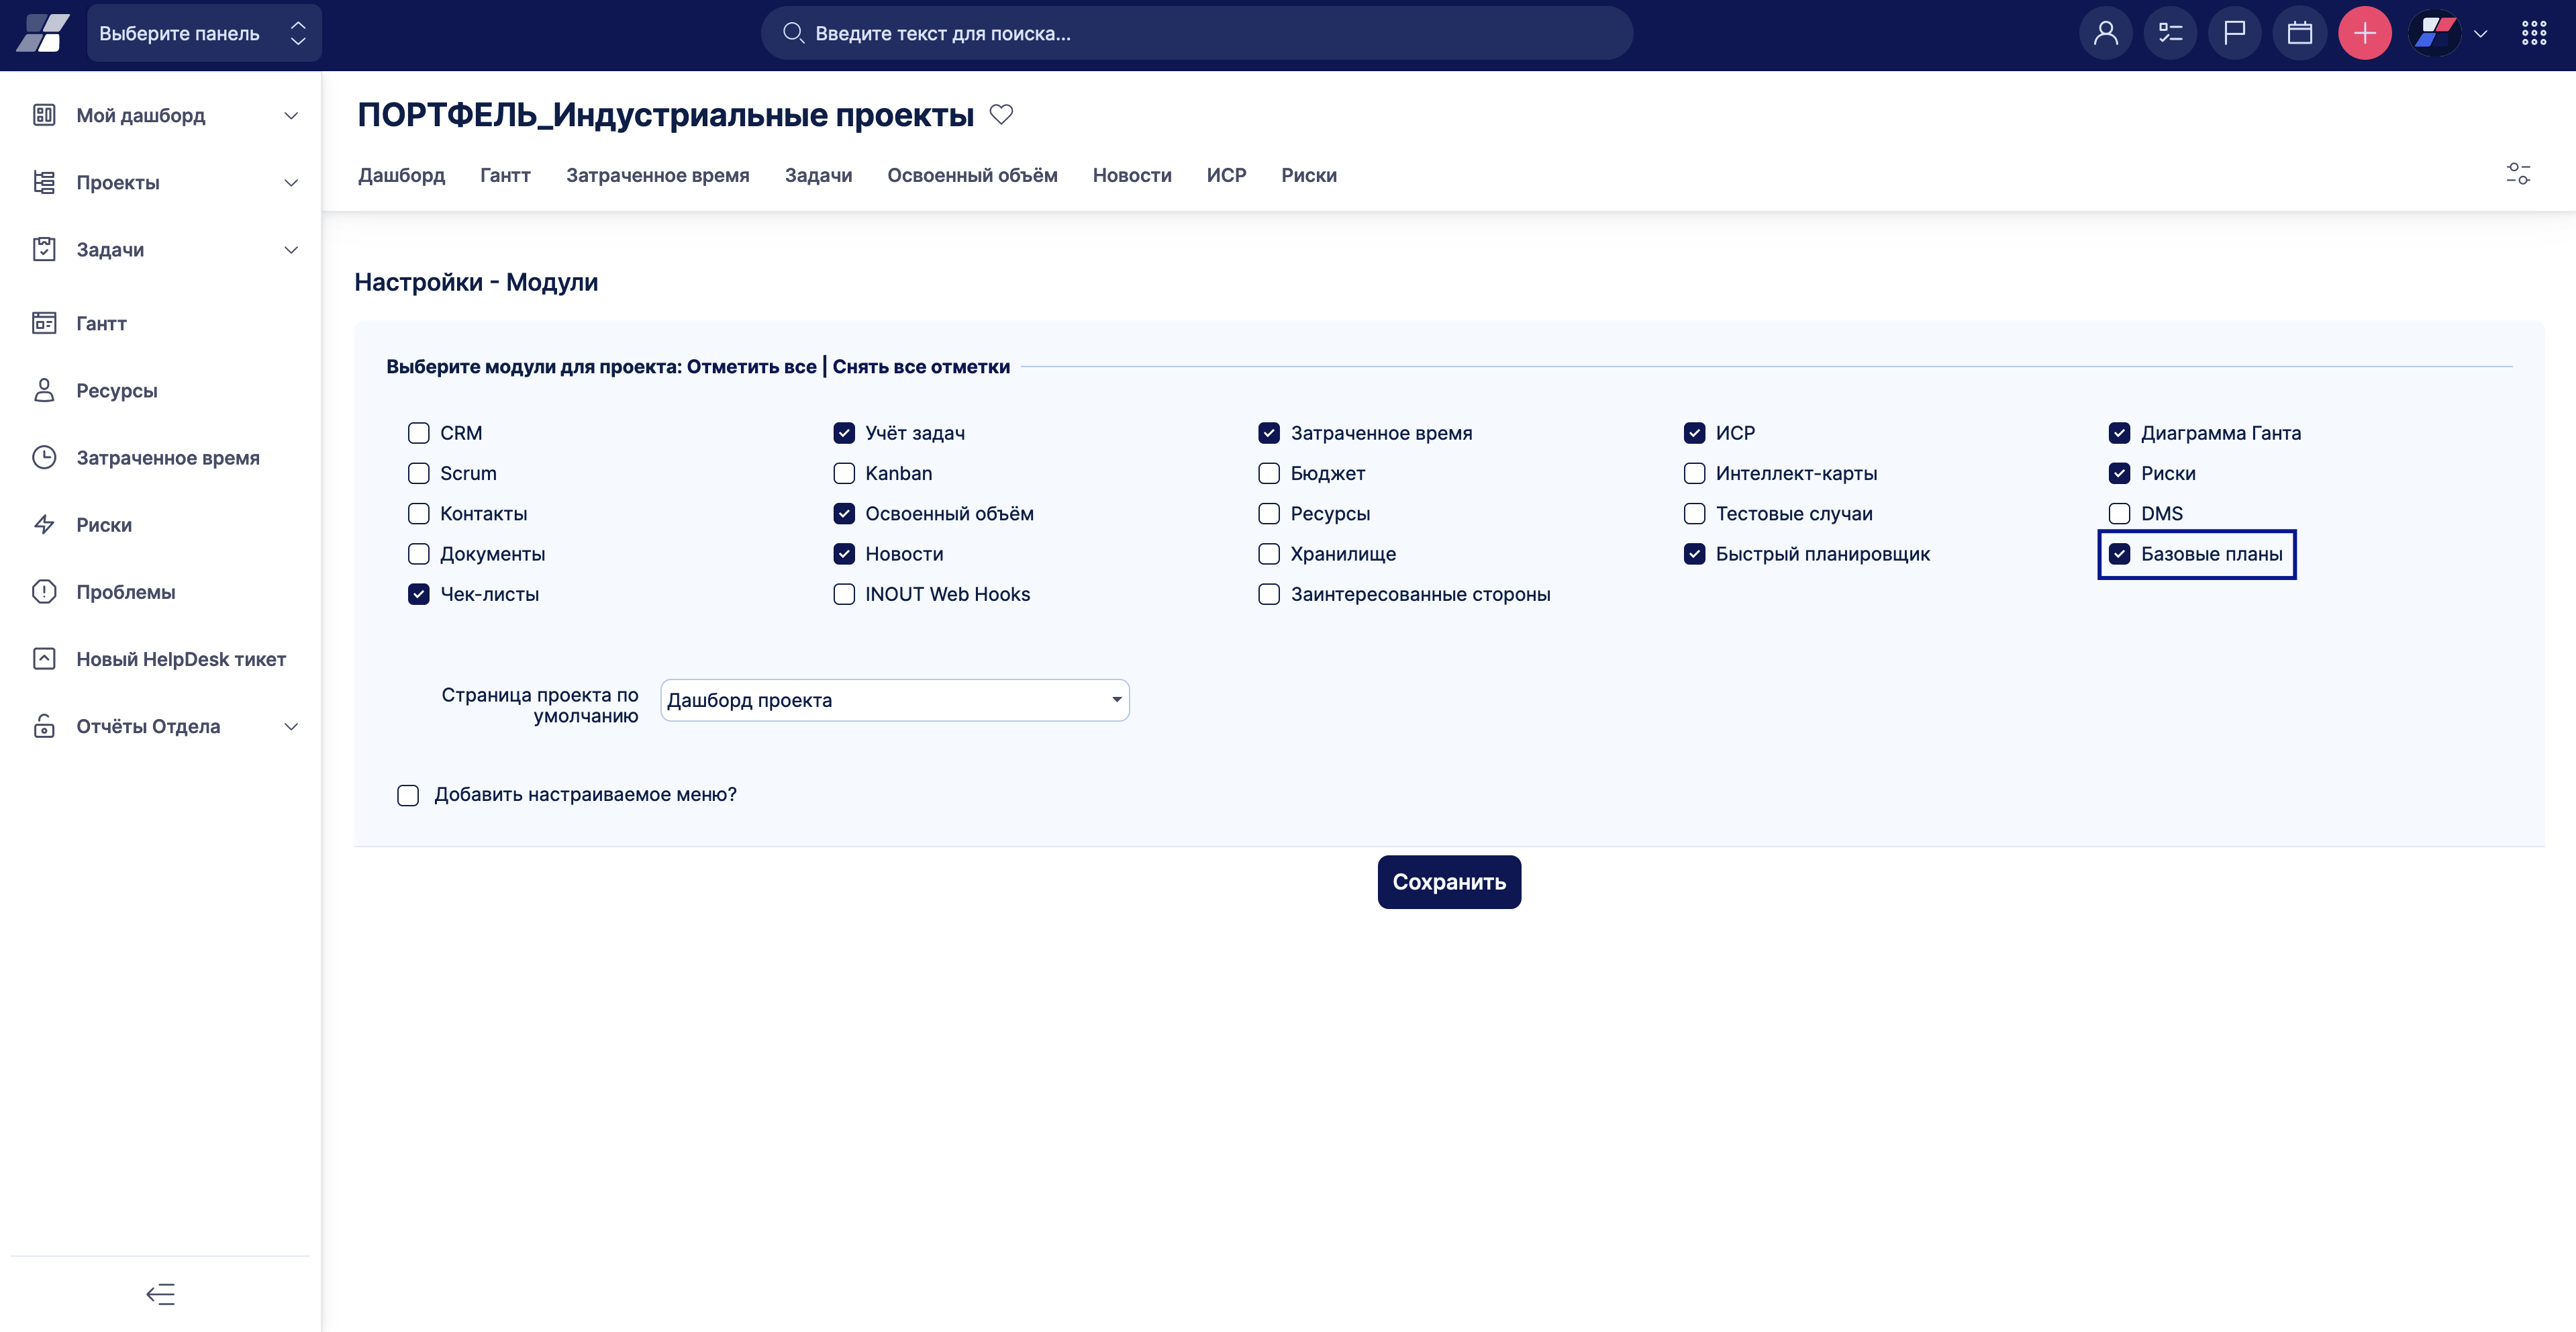 Выберите панель
Введите текст для поиска...
Мой дашборд
Проекты
Задачи
Гантт
Ресурсы
Затраченное время
Риски
Проблемы
Новый HelpDesk тикет
Отчёты Отдела
ПОРТФЕЛЬ_Индустриальные проекты
Дашборд Гантт Затраченное время Задачи Освоенный объём Новости ИСР Риски
Настройки - Модули
Выберите модули для проекта: Отметить все | Снять все отметки
CRM Учёт задач Затраченное время ИСР Диаграмма Ганта
Scrum Kanban Бюджет Интеллект-карты Риски
Контакты Освоенный объём Ресурсы Тестовые случаи DMS
Документы Новости Хранилище Быстрый планировщик Базовые планы
Чек-листы INOUT Web Hooks Заинтересованные стороны
Страница проекта по
умолчанию
Дашборд проекта
Добавить настраиваемое меню?
Сохранить